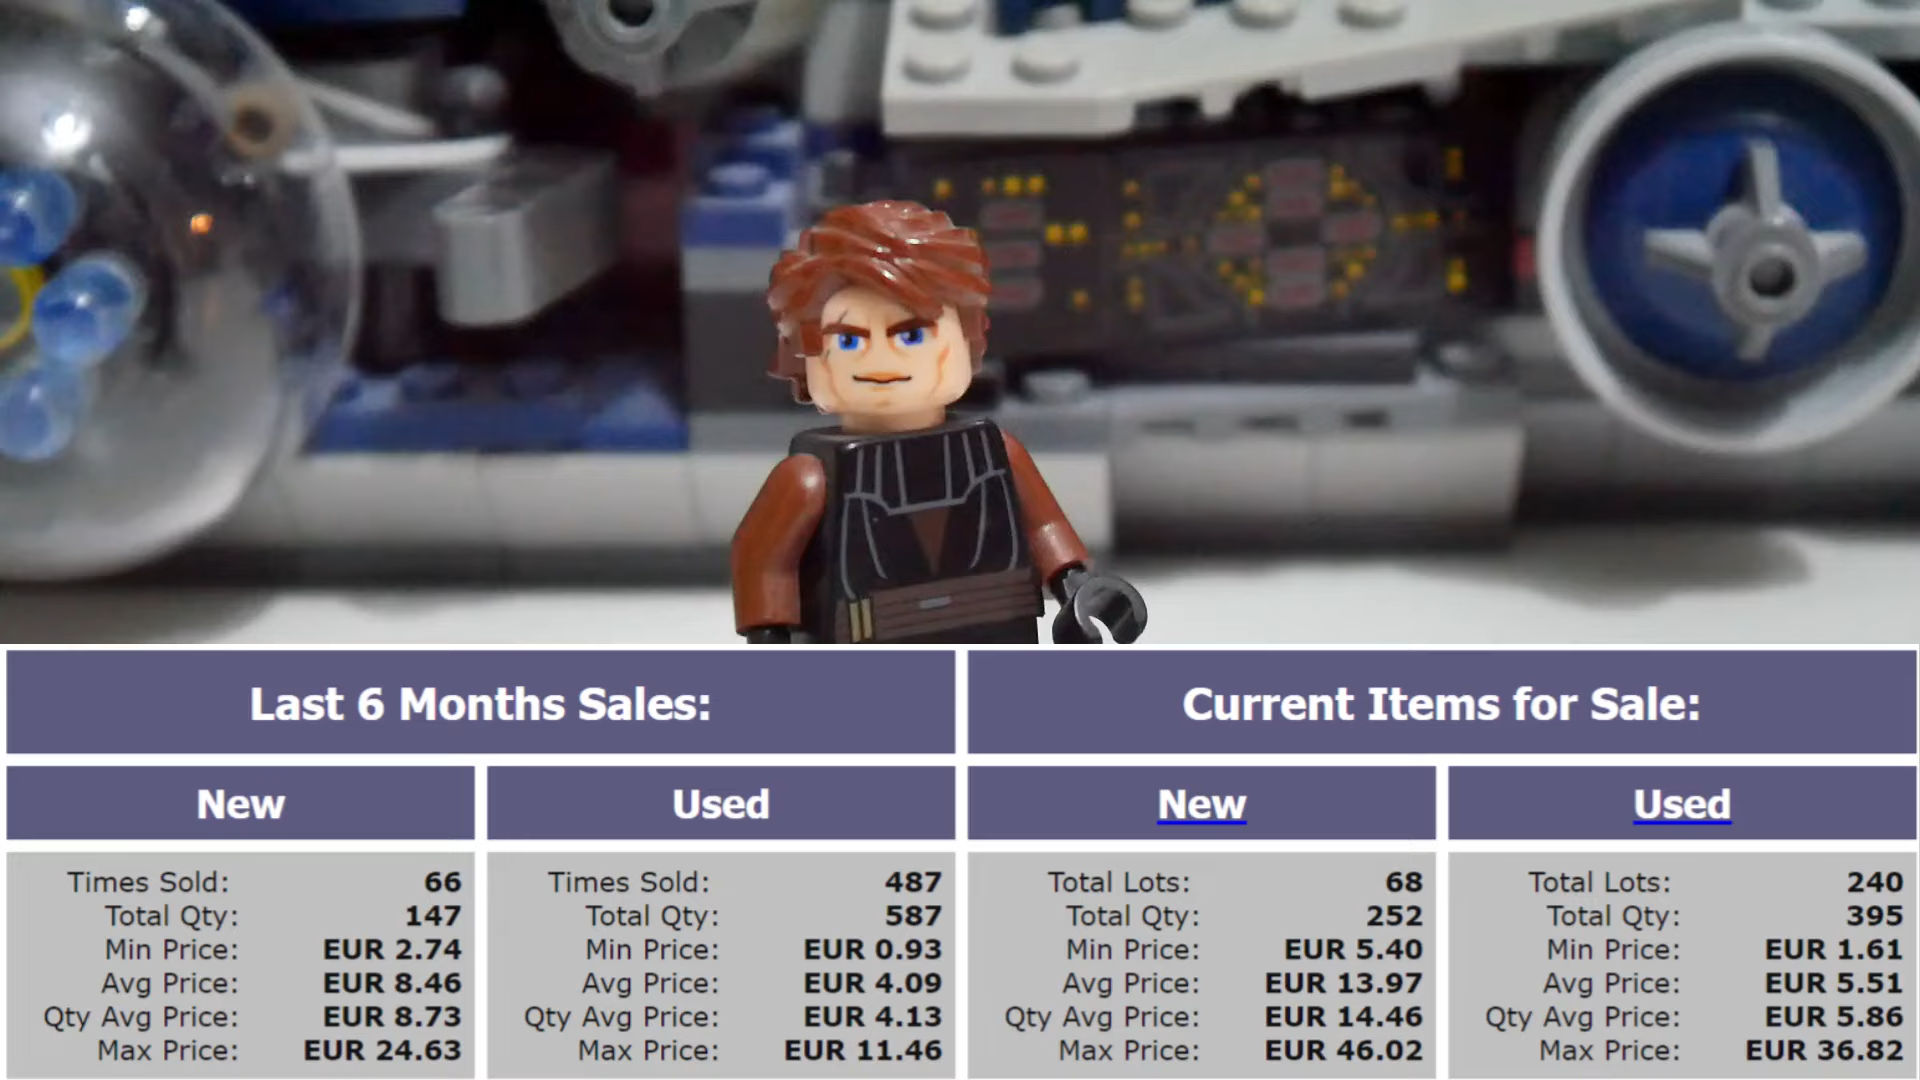 Last 6 Months Sales:
Current Items for Sale:
New
Used
New
Used
Times Sold: 66
Total Qty: 147
Min Price: EUR 2.74
Avg Price: EUR 8.46
Qty Avg Price: EUR 8.73
Max Price: EUR 24.63
Times Sold: 487
Total Qty: 587
Min Price: EUR 0.93
Avg Price: EUR 4.09
Qty Avg Price: EUR 4.13
Max Price: EUR 11.46
Total Lots: 68
Total Qty: 252
Min Price: EUR 5.40
Avg Price: EUR 13.97
Qty Avg Price: EUR 14.46
Max Price: EUR 46.02
Total Lots: 240
Total Qty: 395
Min Price: EUR 1.61
Avg Price: EUR 5.51
Qty Avg Price: EUR 5.86
Max Price: EUR 36.82